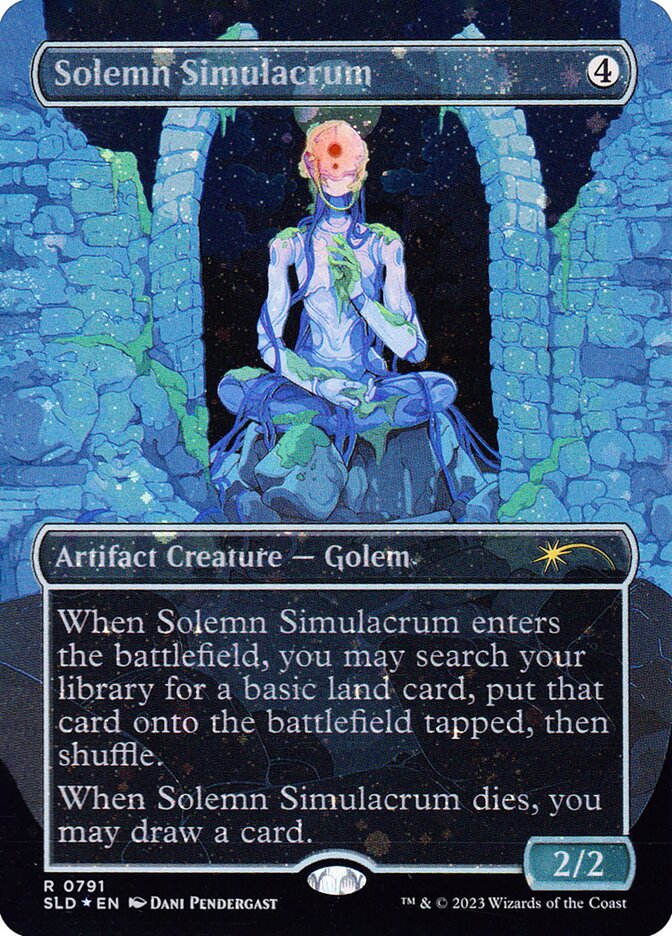 Solemn Simulacrum 4
Artifact Creature — Golem
When Solemn Simulacrum enters
the battlefield, you may search your
library for a basic land card, put that
card onto the battlefield tapped, then
shuffle.
When Solemn Simulacrum dies, you
may draw a card.
2/2
R 0791
SLD ★ EN Dani Pendergast
™ & © 2023 Wizards of the Coast